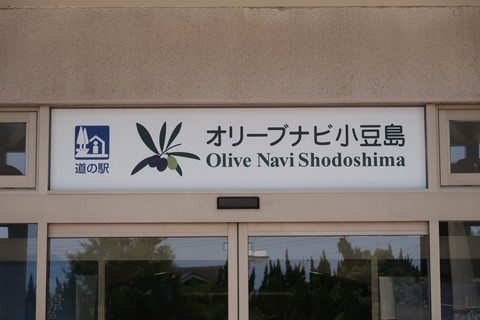 道の駅
オリーブナビ小豆島
Olive Navi Shodoshima